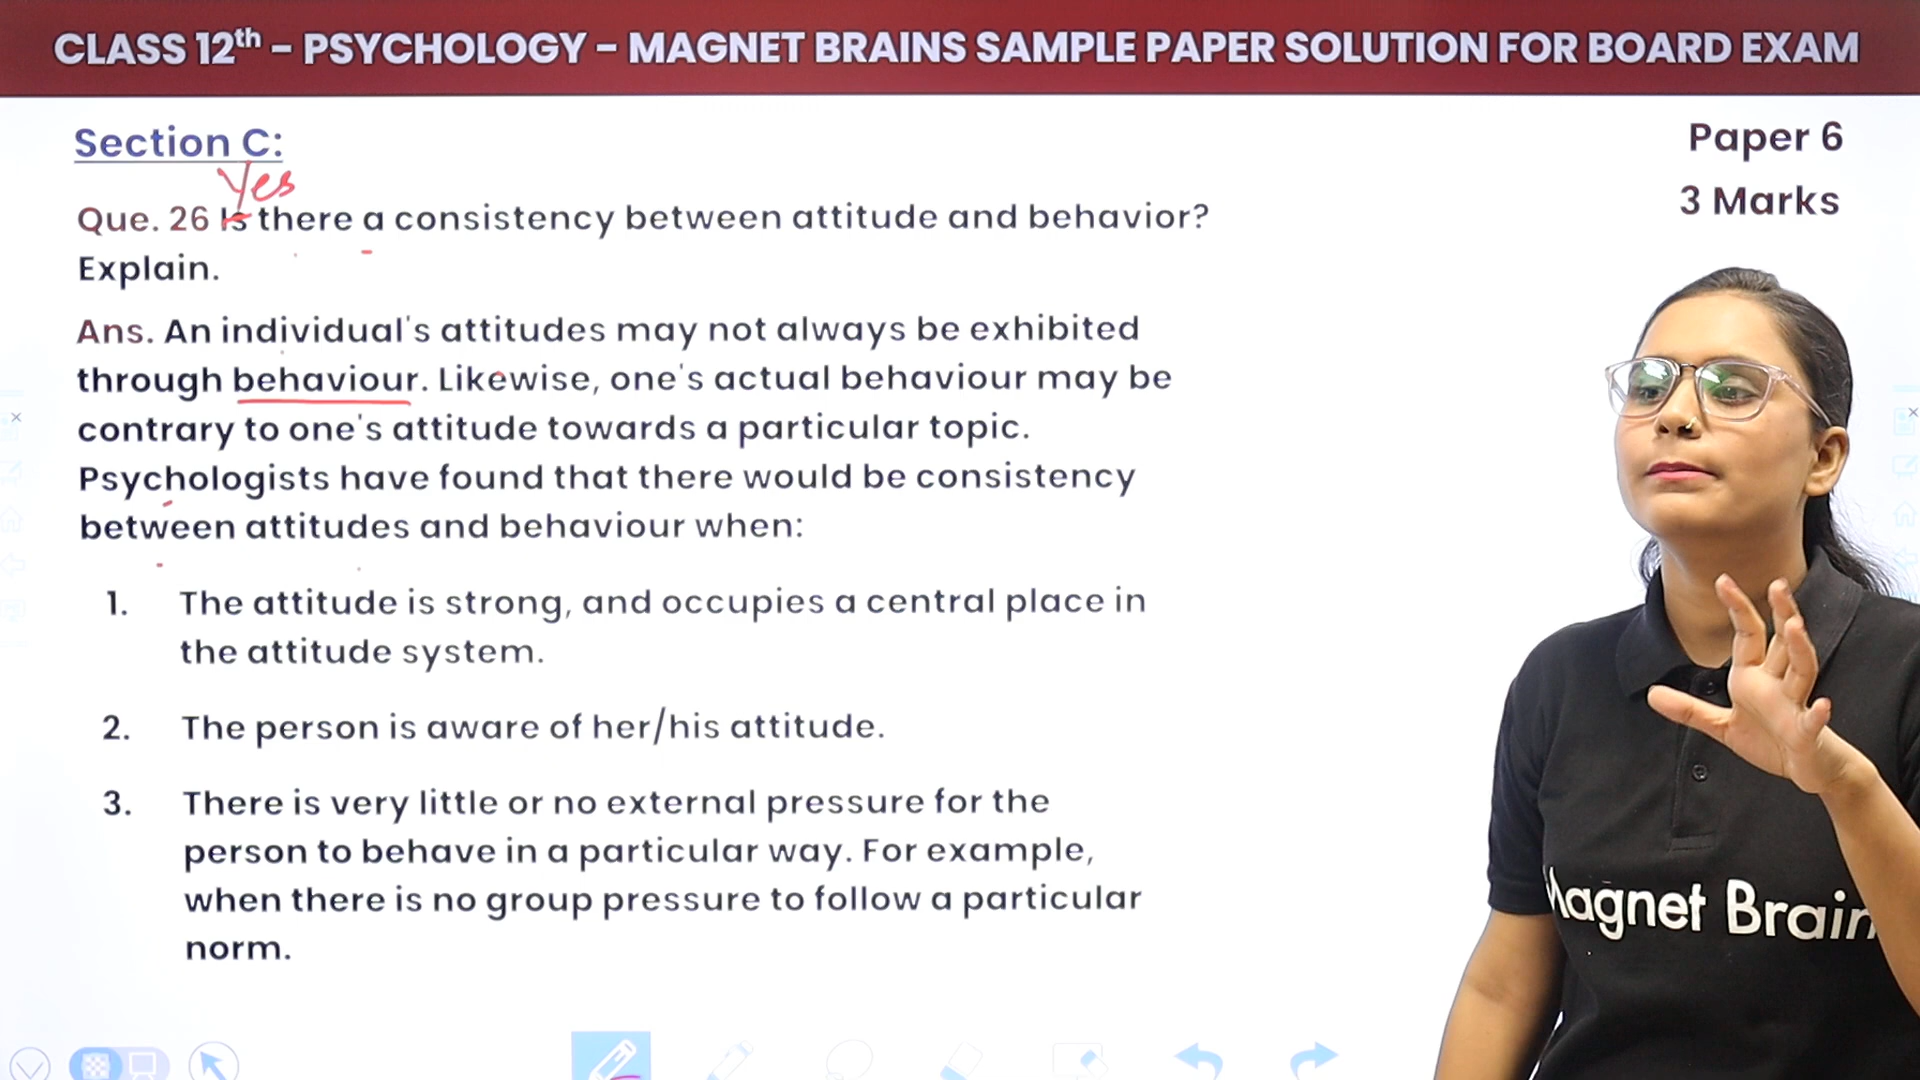 CLASS 12th – PSYCHOLOGY – MAGNET BRAINS SAMPLE PAPER SOLUTION FOR BOARD EXAM
Section C:
Paper 6
Yes
3 Marks
Que. 26 Is there a consistency between attitude and behavior?
Explain.
Ans. An individual's attitudes may not always be exhibited
through behaviour. Likewise, one's actual behaviour may be
contrary to one's attitude towards a particular topic.
Psychologists have found that there would be consistency
between attitudes and behaviour when:
1. The attitude is strong, and occupies a central place in
the attitude system.
2. The person is aware of her/his attitude.
3. There is very little or no external pressure for the
person to behave in a particular way. For example,
when there is no group pressure to follow a particular
norm.
Magnet Brain